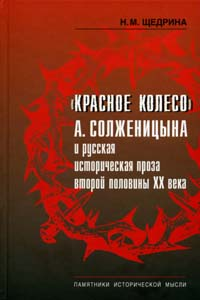 Н. М. ЩЕДРИНА
«КРАСНОЕ КОЛЕСО»
А. СОЛЖЕНИЦЫНА
и русская
историческая проза
второй половины XX века
ПАМЯТНИКИ ИСТОРИЧЕСКОЙ МЫСЛИ